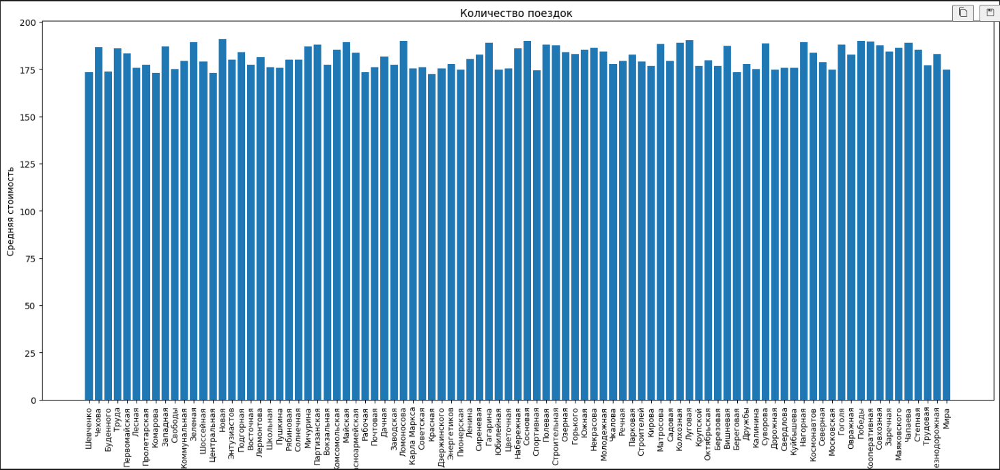 Количество поездок
Средняя стоимость
200
175
150
125
100
75
50
25
0
Шевченко
Чехова
Буденного
Труда
Первомайская
Лесная
Пролетарская
Комарова
Западная
Свободы
Коммунальная
Зеленая
Шоссейная
Центральная
Новая
Энтузиастов
Подгорная
Восточная
Лермонтова
Школьная
Пушкина
Рябиновая
Солнечная
Мичурина
Партизанская
Вокзальная
Комсомольская
Майская
сноармейская
Рабочая
Почтовая
Дачная
Заводская
Ломоносова
Карла Маркса
Советская
Красная
Дзержинского
Энергетиков
Пионерская
Ленина
Сиреневая
Гагарина
Юбилейная
Цветочная
Набережная
Сосновая
Спортивная
Полевая
Строительная
Озерная
Горького
Южная
Некрасова
Молодежная
Чкалова
Речная
Парковая
Строителей
Кирова
Матросова
Садовая
Колхозная
Луговая
Крупской
Октябрьская
Березовая
Вишневая
Береговая
Дружбы
Калинина
Суворова
Дорожная
Свердлова
Куйбышева
Нагорная
Космонавтов
Северная
Московская
Гоголя
Овражная
Победы
Кооперативная
Совхозная
Заречная
Маяковского
Чапаева
Степная
Трудовая
езнодорожная
Мира